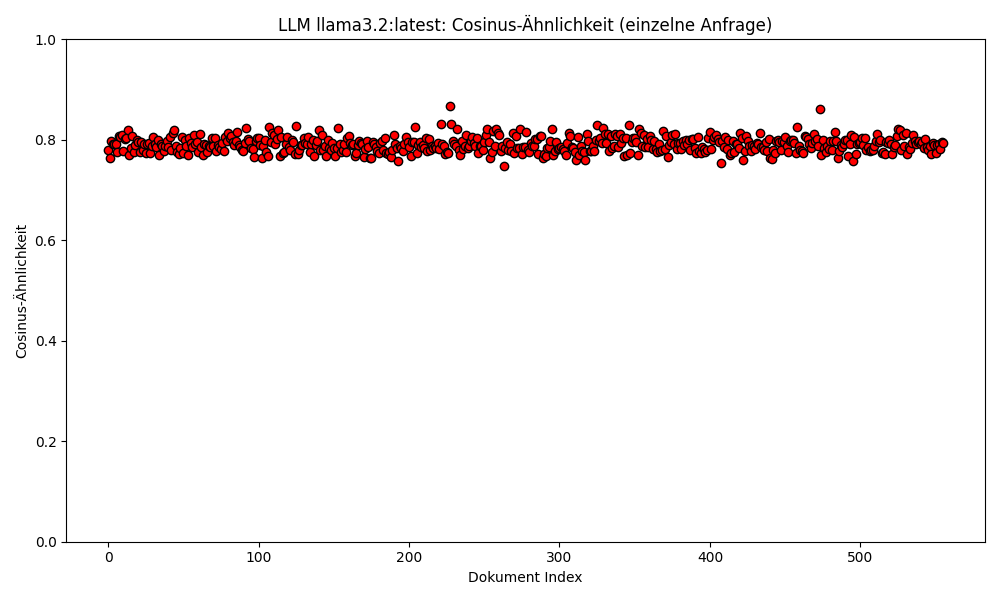 LLM llama3.2:latest: Cosinus-Ähnlichkeit (einzelne Anfrage)
1.0
0.8
0.6
0.4
0.2
0.0
Cosinus-Ähnlichkeit
0 100 200 300 400 500
Dokument Index